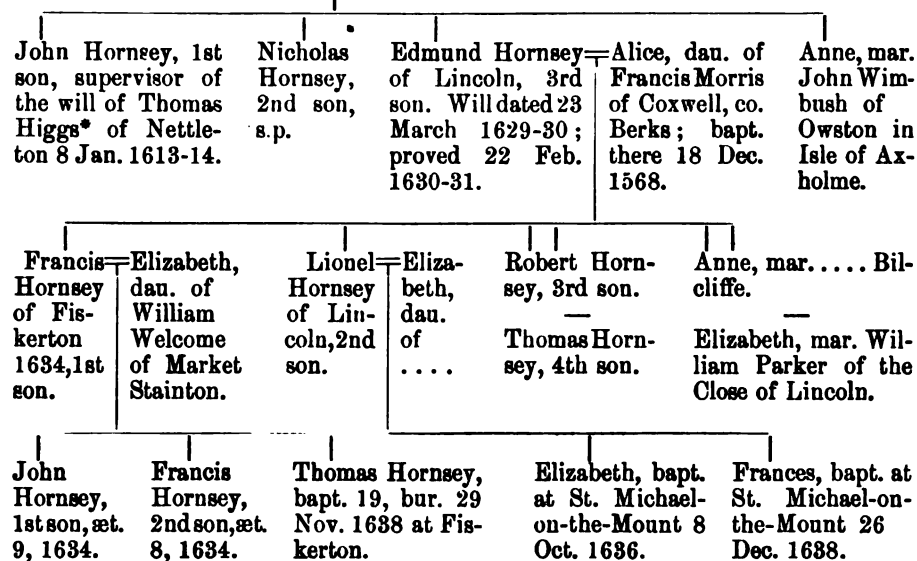 John Hornsey, 1st
son, supervisor of
the will of Thomas
Higgs* of Nettle-
ton 8 Jan. 1613-14.
Nicholas
Hornsey,
2nd son,
s.p.
Edmund Hornsey
of Lincoln, 3rd
son. Will dated 23
March 1629-30;
proved 22 Feb.
1630-31.
Alice, dau. of
Francis Morris
of Coxwell, co.
Berks; bapt.
there 18 Dec.
1568.
Anne, mar.
John Wim-
bush of
Owston in
Isle of Ax-
holme.
Francis
Hornsey
of Fis-
kerton
1634, 1st
son.
Elizabeth,
dau. of
William
Welcome
of Market
Stainton.
Lionel
Hornsey
of Lin-
coln, 2nd
son.
Eliza-
beth,
dau.
of
. . . .
Robert Horn-
sey, 3rd son.
—
Thomas Horn-
sey, 4th son.
Anne, mar. . . . . Bil-
cliffe.
—
Elizabeth, mar. Wil-
liam Parker of the
Close of Lincoln.
John
Hornsey,
1st son, æt.
9, 1634.
Francis
Hornsey,
2nd son, æt.
8, 1634.
Thomas Hornsey,
bapt. 19, bur. 29
Nov. 1638 at Fis-
kerton.
Elizabeth, bapt.
at St. Michael-
on-the-Mount 8
Oct. 1636.
Frances, bapt. at
St. Michael-on-
the-Mount 26
Dec. 1638.